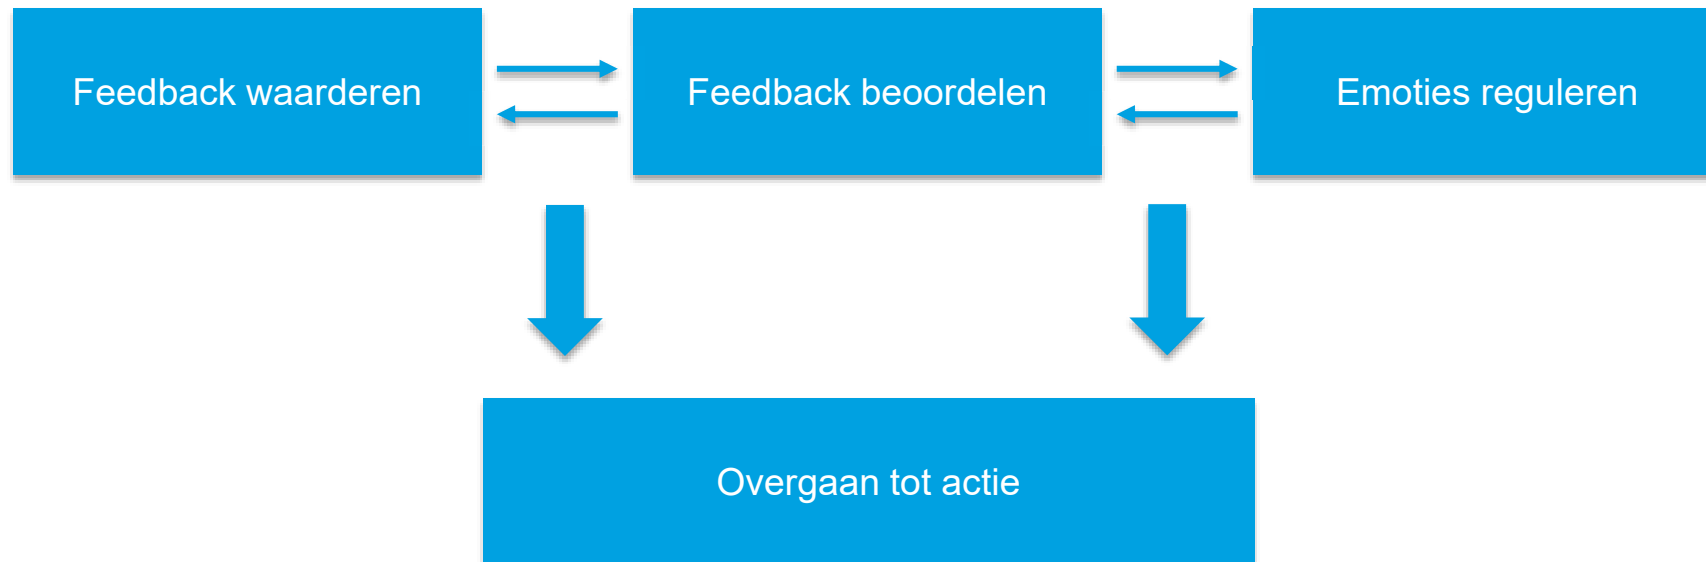 Feedback waarderen
Feedback beoordelen
Emoties reguleren
Overgaan tot actie